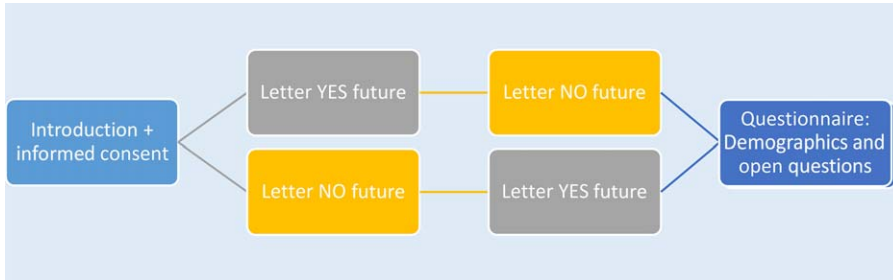 Introduction +
informed consent
Letter YES future
Letter NO future
Letter NO future
Letter YES future
Questionnaire:
Demographics and
open questions